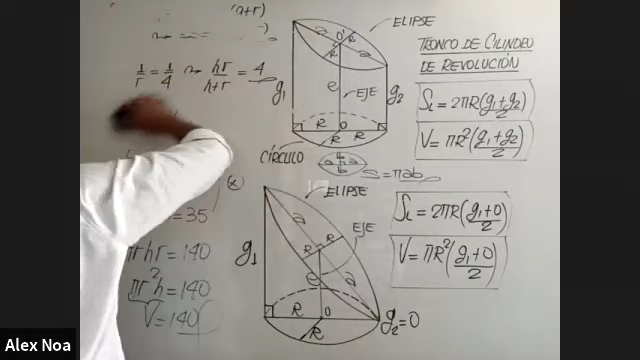 (a+r)
1/r = 1/4 → hr/(h+r) = 4
= 35
πrhr = 140
πr²h = 140
V = 140
ELIPSE
O'
a
a
R
R
g₁
e
EJE
g₂
R
O
R
R
CÍRCULO
a
b
a
b
S = πab
(*)
ELIPSE
a
EJE
R
R
g₁
e
a
R
O
R
g₂=0
TRONCO DE CILINDRO
DE REVOLUCIÓN
Sʟ = 2πR(g₁+g₂)/2
V = πR²(g₁+g₂)/2
Sʟ = 2πR(g₁+0)/2
V = πR²(g₁+0)/2
Alex Noa